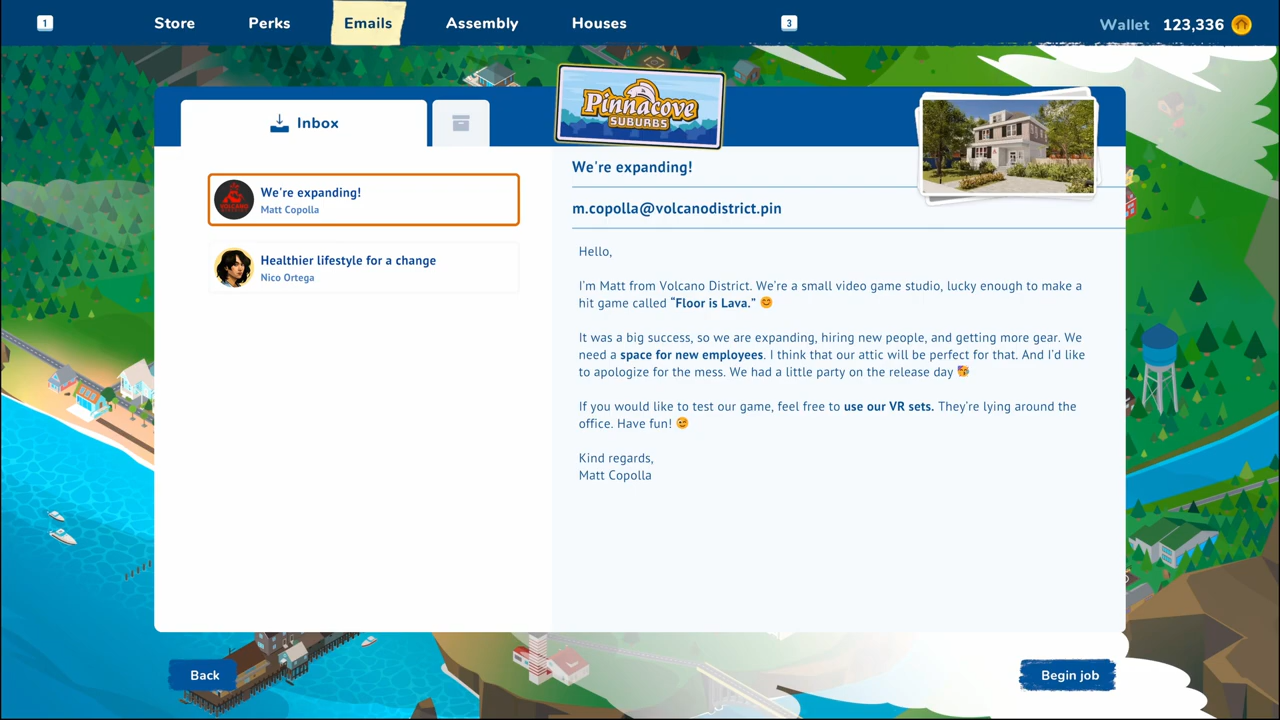 1
Store
Perks
Emails
Assembly
Houses
3
Wallet 123,336
Inbox
Pinnacove
SUBURBS
We're expanding!
Matt Copolla
VOLCANO
Healthier lifestyle for a change
Nico Ortega
We're expanding!
m.copolla@volcanodistrict.pin
Hello,
I'm Matt from Volcano District. We're a small video game studio, lucky enough to make a
hit game called "Floor is Lava." 😊
It was a big success, so we are expanding, hiring new people, and getting more gear. We
need a space for new employees. I think that our attic will be perfect for that. And I'd like
to apologize for the mess. We had a little party on the release day 🥳
If you would like to test our game, feel free to use our VR sets. They're lying around the
office. Have fun! 😉
Kind regards,
Matt Copolla
Back
Begin job